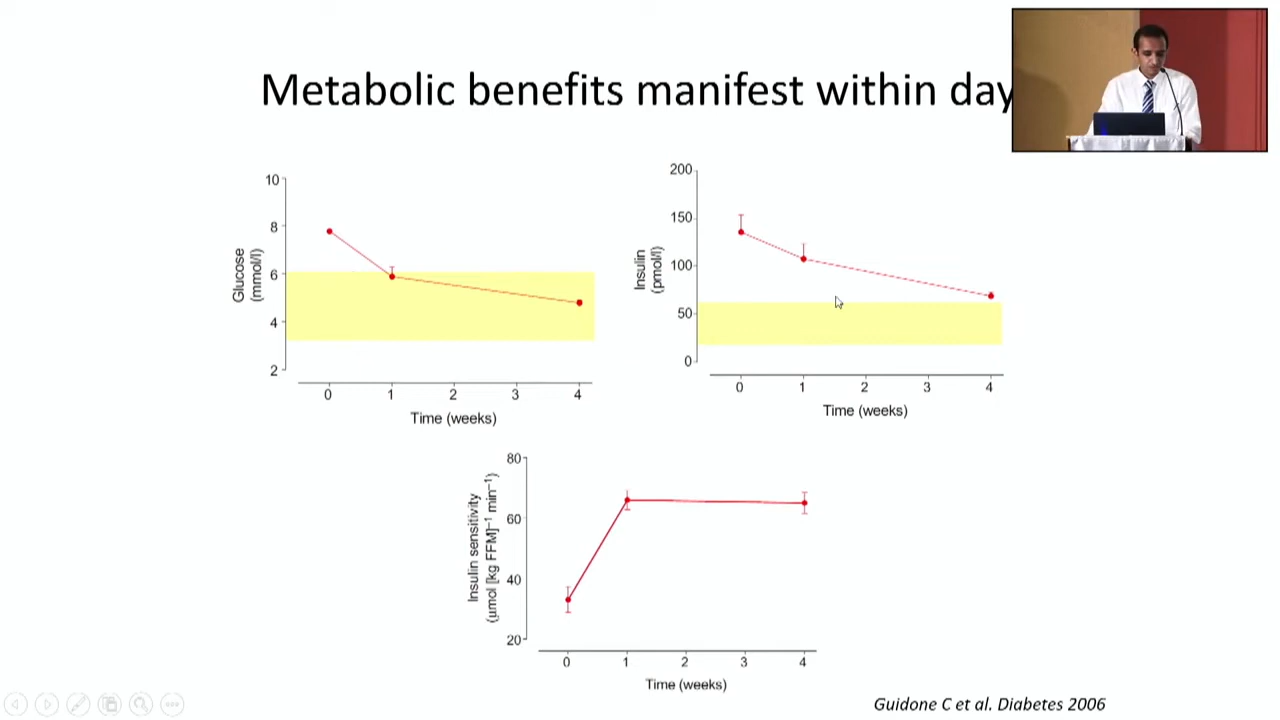 Metabolic benefits manifest within day
10
8
6
4
2
Glucose
(mmol/l)
0 1 2 3 4
Time (weeks)
200
150
100
50
0
Insulin
(pmol/l)
0 1 2 3 4
Time (weeks)
80
60
40
20
Insulin sensitivity
(µmol [kg FFM]⁻¹ min⁻¹)
0 1 2 3 4
Time (weeks)
Guidone C et al. Diabetes 2006